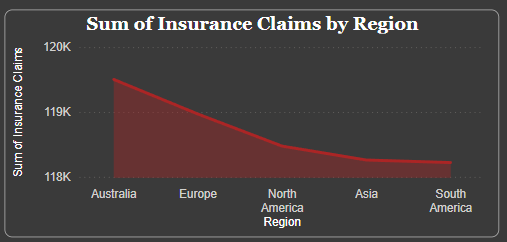 Sum of Insurance Claims by Region
Sum of Insurance Claims
120K
119K
118K
Australia
Europe
North
America
Asia
South
America
Region